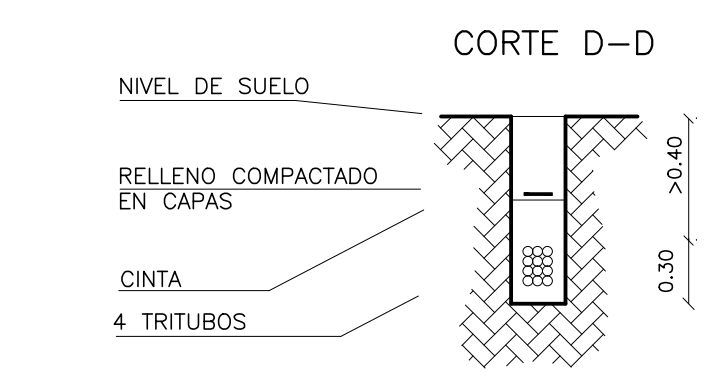 CORTE D-D
NIVEL DE SUELO
RELLENO COMPACTADO
EN CAPAS
CINTA
4 TRITUBOS
>0.40
0.30